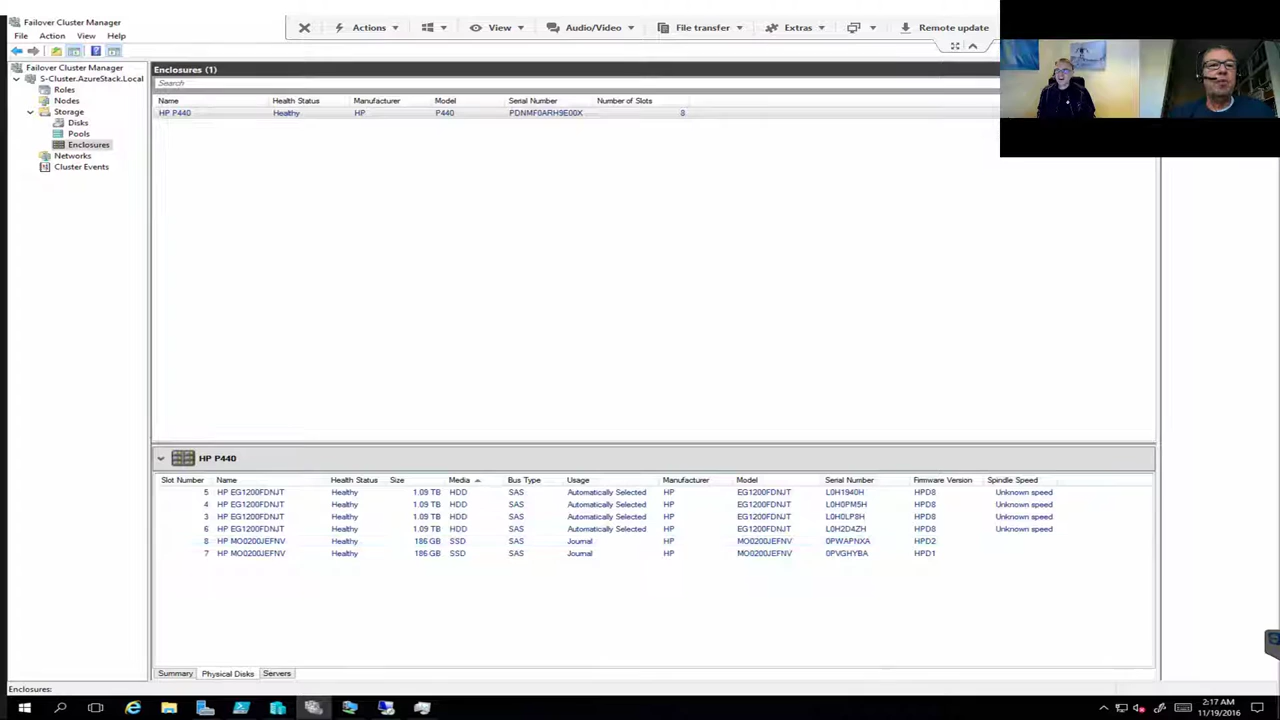 Failover Cluster Manager
File Action View Help
Actions View Audio/Video File transfer Extras Remote update
Failover Cluster Manager
S-Cluster.AzureStack.Local
Roles
Nodes
Storage
Disks
Pools
Enclosures
Networks
Cluster Events
Enclosures (1)
Search
Name Health Status Manufacturer Model Serial Number Number of Slots
HP P440 Healthy HP P440 PDNMF0ARH9E00X 8
HP P440
Slot Number Name Health Status Size Media Bus Type Usage Manufacturer Model Serial Number Firmware Version Spindle Speed
5 HP EG1200FDNJT Healthy 1.09 TB HDD SAS Automatically Selected HP EG1200FDNJT L0H1940H HPD8 Unknown speed
4 HP EG1200FDNJT Healthy 1.09 TB HDD SAS Automatically Selected HP EG1200FDNJT L0H0PM5H HPD8 Unknown speed
3 HP EG1200FDNJT Healthy 1.09 TB HDD SAS Automatically Selected HP EG1200FDNJT L0H0LP8H HPD8 Unknown speed
6 HP EG1200FDNJT Healthy 1.09 TB HDD SAS Automatically Selected HP EG1200FDNJT L0H2D4ZH HPD8 Unknown speed
8 HP MO0200JEFNV Healthy 186 GB SSD SAS Journal HP MO0200JEFNV 0PWAPNXA HPD2
7 HP MO0200JEFNV Healthy 186 GB SSD SAS Journal HP MO0200JEFNV 0PVGHYBA HPD1
Summary Physical Disks Servers
Enclosures:
2:17 AM
11/19/2016